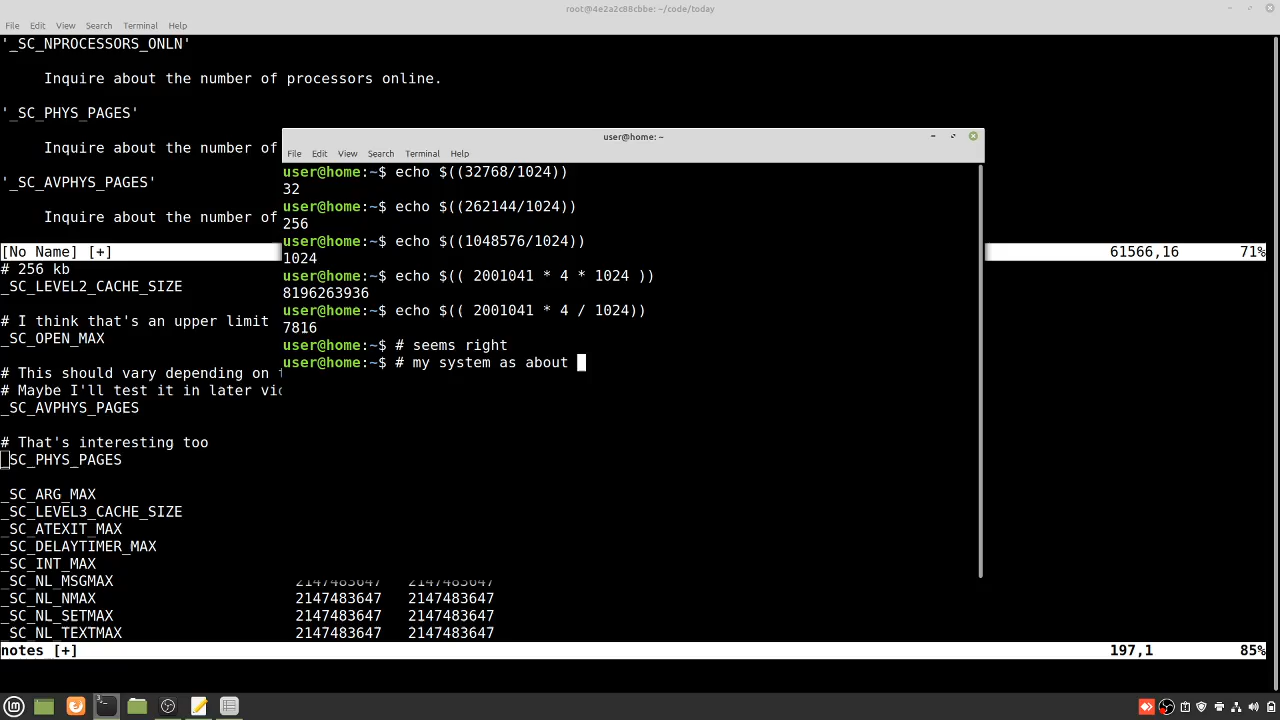 root@4e2a2c88cbbe: ~/code/today
File Edit View Search Terminal Help
'_SC_NPROCESSORS_ONLN'
Inquire about the number of processors online.
'_SC_PHYS_PAGES'
Inquire about the number of
'_SC_AVPHYS_PAGES'
Inquire about the number of
[No Name] [+] 61566,16 71%
# 256 kb
_SC_LEVEL2_CACHE_SIZE
# I think that's an upper limit
_SC_OPEN_MAX
# This should vary depending on
# Maybe I'll test it in later
_SC_AVPHYS_PAGES
# That's interesting too
_SC_PHYS_PAGES
_SC_ARG_MAX
_SC_LEVEL3_CACHE_SIZE
_SC_ATEXIT_MAX
_SC_DELAYTIMER_MAX
_SC_INT_MAX
_SC_NL_MSGMAX 2147483647 2147483647
_SC_NL_NMAX 2147483647 2147483647
_SC_NL_SETMAX 2147483647 2147483647
_SC_NL_TEXTMAX 2147483647 2147483647
notes [+] 197,1 85%
user@home: ~
File Edit View Search Terminal Help
user@home:~$ echo $((32768/1024))
32
user@home:~$ echo $((262144/1024))
256
user@home:~$ echo $((1048576/1024))
1024
user@home:~$ echo $(( 2001041 * 4 * 1024 ))
8196263936
user@home:~$ echo $(( 2001041 * 4 / 1024))
7816
user@home:~$ # seems right
user@home:~$ # my system as about